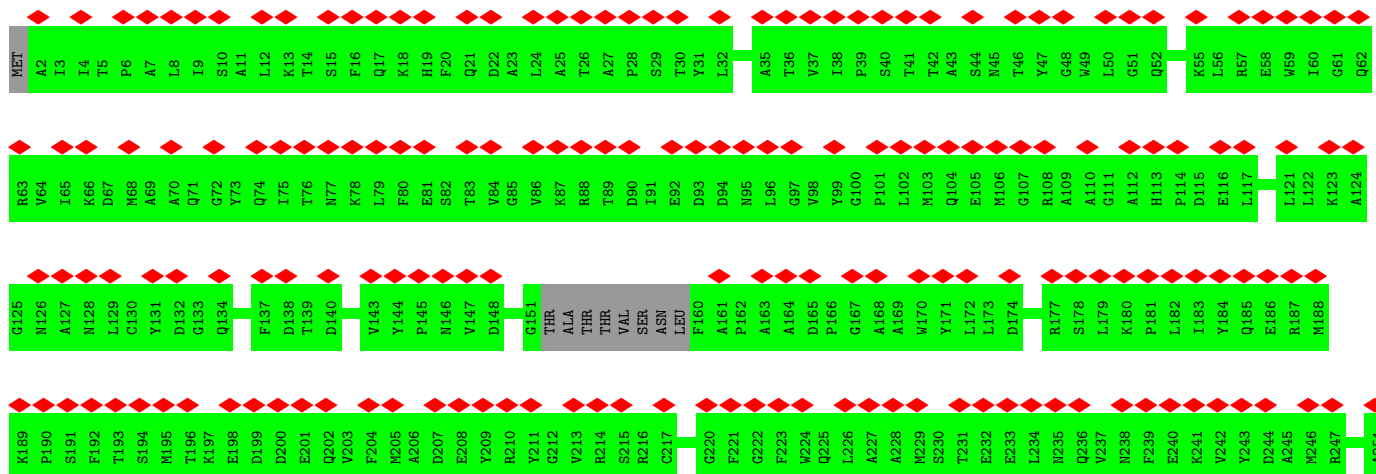 MET A2 I3 I4 T5 P6 A7 L8 I9 S10 A11 L12 K13 T14 S15 F16 Q17 K18 H19 F20 Q21 D22 A23 L24 A25 T26 A27 P28 S29 T30 Y31 L32 A35 T36 V37 I38 P39 S40 T41 T42 A43 S44 N45 T46 Y47 G48 W49 L50 G51 Q52 K55 L56 R57 E58 W59 I60 G61 Q62
R63 V64 I65 K66 D67 M68 A69 A70 Q71 G72 Y73 Q74 I75 T76 N77 K78 L79 F80 E81 S82 T83 V84 G85 V86 K87 R88 T89 D90 I91 E92 D93 D94 N95 L96 G97 V98 Y99 G100 P101 L102 M103 Q104 E105 M106 G107 R108 A109 A110 G111 A112 H113 P114 D115 E116 L117 L121 L122 K123 A124
G125 N126 A127 N128 L129 C130 Y131 D132 G133 Q134 F137 D138 T139 D140 V143 Y144 P145 N146 V147 D148 G151 THR ALA THR THR VAL SER ASN LEU F160 A161 P162 A163 A164 D165 P166 G167 A168 A169 W170 Y171 L172 L173 D174 R177 S178 L179 K180 P181 L182 I183 Y184 Q185 E186 R187 M188
K189 P190 S191 F192 T193 S194 M195 T196 K197 E198 D199 D200 E201 Q202 V203 F204 M205 A206 D207 E208 Y209 R210 Y211 G212 V213 R214 S215 R216 C217 G220 F221 G222 F223 W224 Q225 L226 A227 A228 M229 S230 T231 E232 E233 L234 N235 Q236 V237 N238 F239 E240 K241 V242 Y243 D244 A245 M246 R247